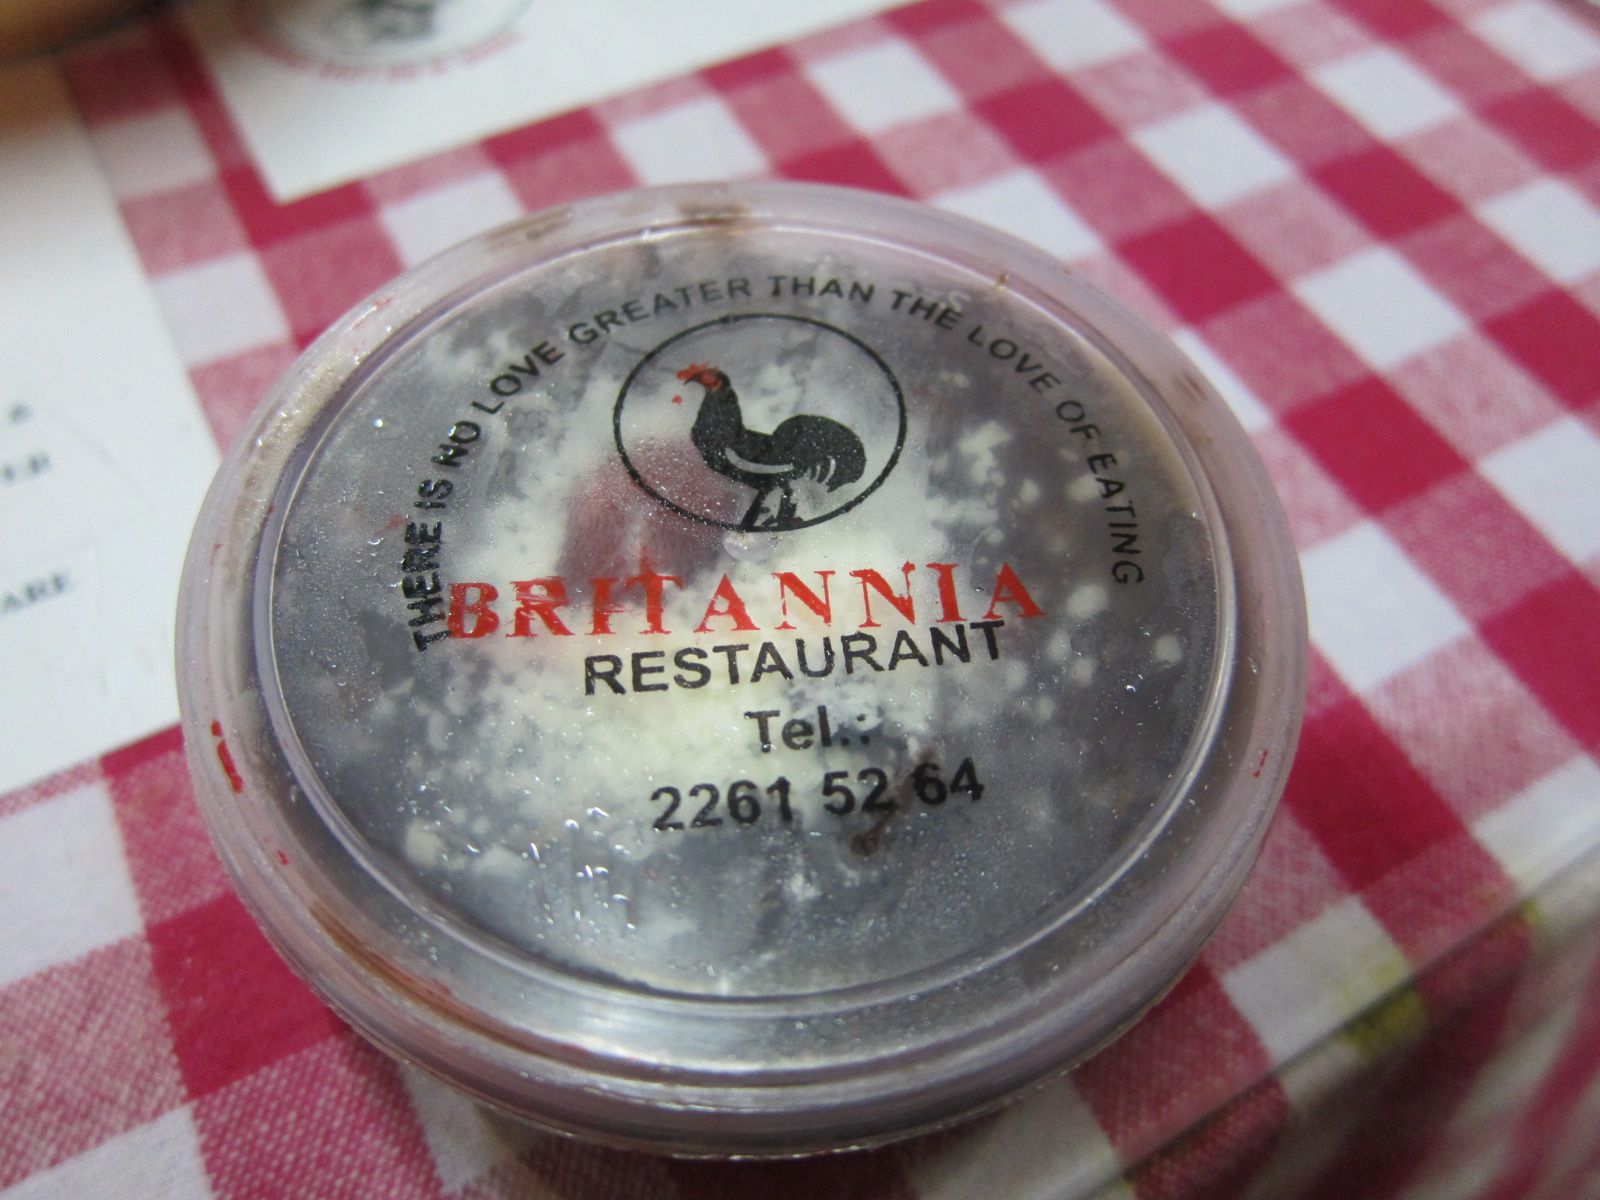 THERE IS NO LOVE GREATER THAN THE LOVE OF EATING
BRITANNIA
RESTAURANT
Tel.:
2261 52 64